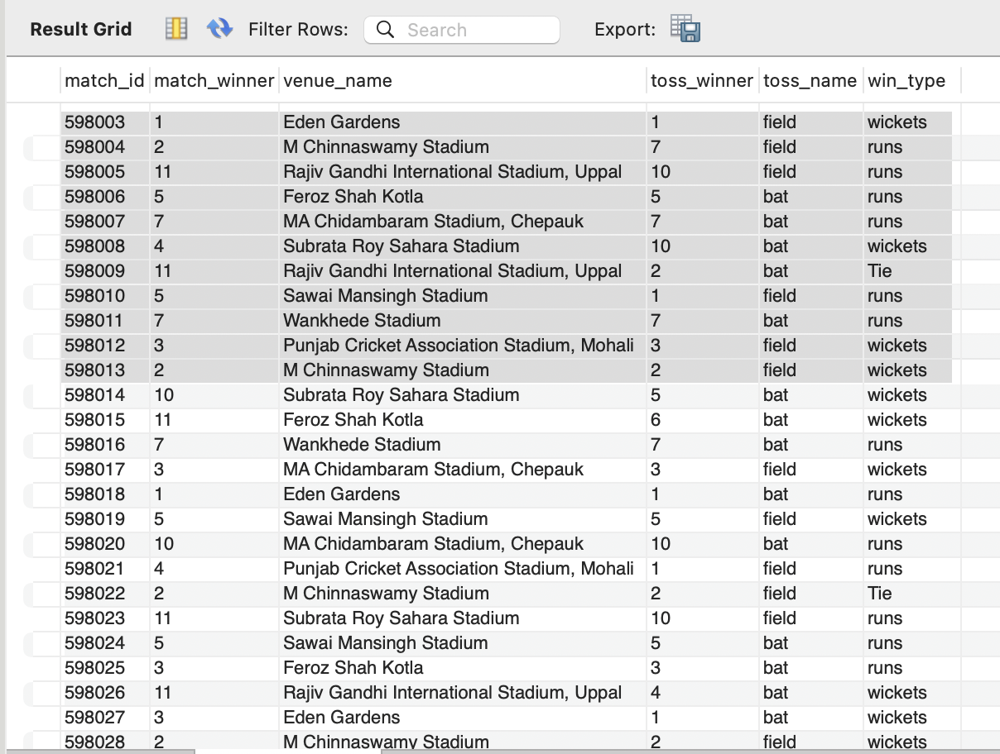 Result Grid Filter Rows: Search Export:
match_id match_winner venue_name toss_winner toss_name win_type
598003 1 Eden Gardens 1 field wickets
598004 2 M Chinnaswamy Stadium 7 field runs
598005 11 Rajiv Gandhi International Stadium, Uppal 10 field runs
598006 5 Feroz Shah Kotla 5 bat runs
598007 7 MA Chidambaram Stadium, Chepauk 7 bat runs
598008 4 Subrata Roy Sahara Stadium 10 bat wickets
598009 11 Rajiv Gandhi International Stadium, Uppal 2 bat Tie
598010 5 Sawai Mansingh Stadium 1 field runs
598011 7 Wankhede Stadium 7 bat runs
598012 3 Punjab Cricket Association Stadium, Mohali 3 field wickets
598013 2 M Chinnaswamy Stadium 2 field wickets
598014 10 Subrata Roy Sahara Stadium 5 bat wickets
598015 11 Feroz Shah Kotla 6 bat wickets
598016 7 Wankhede Stadium 7 bat runs
598017 3 MA Chidambaram Stadium, Chepauk 3 field wickets
598018 1 Eden Gardens 1 bat runs
598019 5 Sawai Mansingh Stadium 5 field wickets
598020 10 MA Chidambaram Stadium, Chepauk 10 bat runs
598021 4 Punjab Cricket Association Stadium, Mohali 1 field runs
598022 2 M Chinnaswamy Stadium 2 field Tie
598023 11 Subrata Roy Sahara Stadium 10 field runs
598024 5 Sawai Mansingh Stadium 5 bat runs
598025 3 Feroz Shah Kotla 3 bat runs
598026 11 Rajiv Gandhi International Stadium, Uppal 4 bat wickets
598027 3 Eden Gardens 1 bat wickets
598028 2 M Chinnaswamy Stadium 2 field wickets